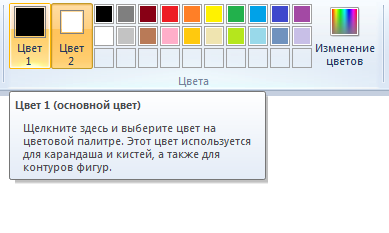 Цвет
1
Цвет
2
Изменение
цветов
Цвета
Цвет 1 (основной цвет)
Щелкните здесь и выберите цвет на
цветовой палитре. Этот цвет используется
для карандаша и кистей, а также для
контуров фигур.